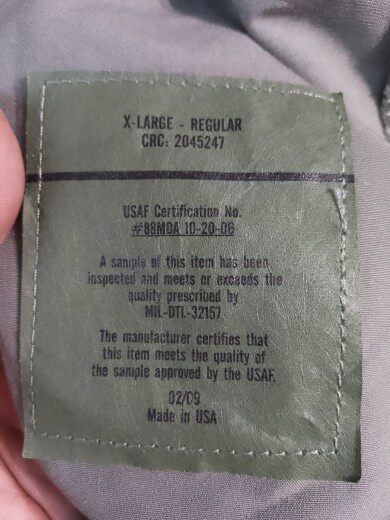 X-LARGE - REGULAR
CRC: 2045247
USAF Certification No.
#88MOA 10-20-06
A sample of this item has been
inspected and meets or exceeds the
quality prescribed by
MIL-DTL-32157
The manufacturer certifies that
this item meets the quality of
the sample approved by the USAF.
02/09
Made in USA